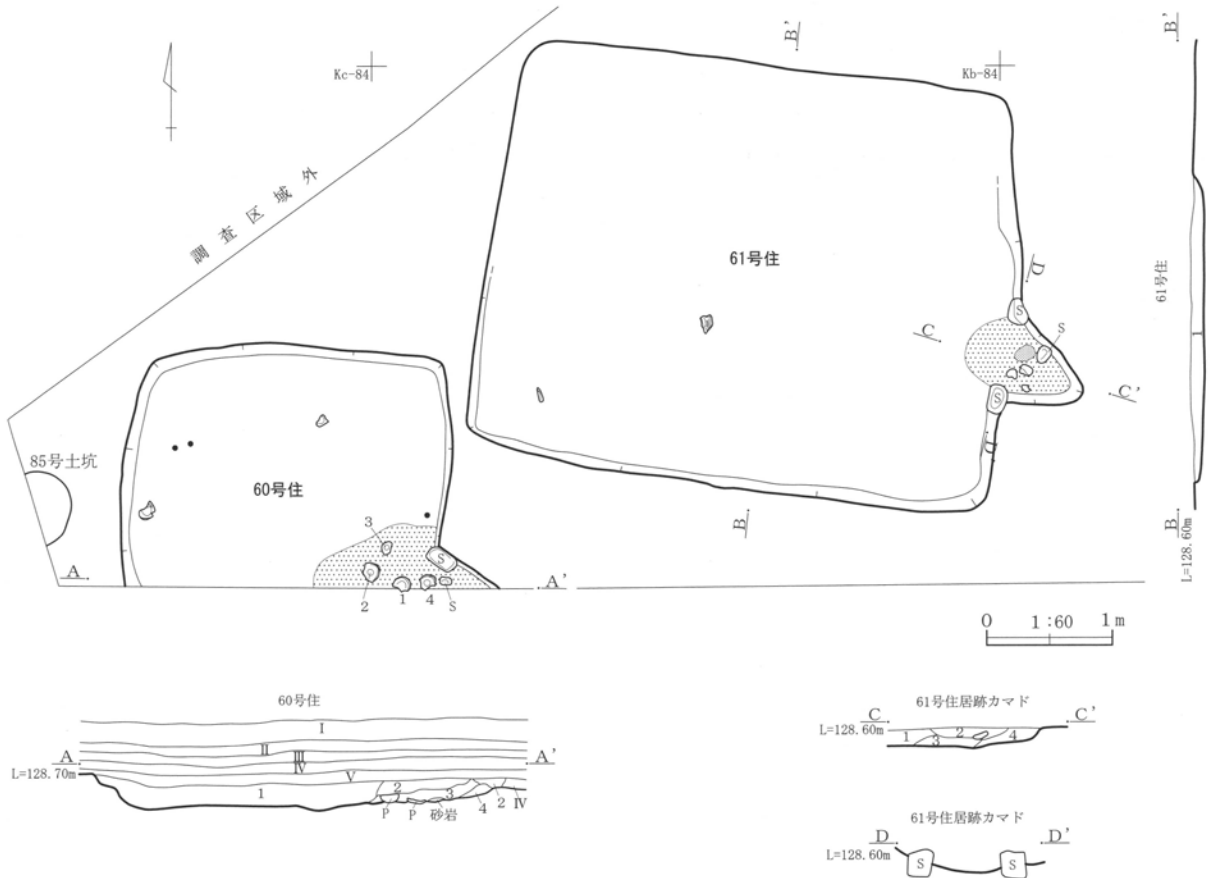 Kc-84
B'
Kb-84
B'
調査区域外
61号住
D
S
C
S
C'
S
D'
61号住
1
85号土坑
60号住
3
S
A
2
1
4
S
A'
B
B
L=128.60m
0 1:60 1m
60号住
I
II
III
A
IV
A'
L=128.70m
V
1
2
3
4
2
IV
P
P
砂岩
61号住居跡カマド
C
C'
L=128.60m
1
3
2
4
61号住居跡カマド
D
D'
L=128.60m
S
S